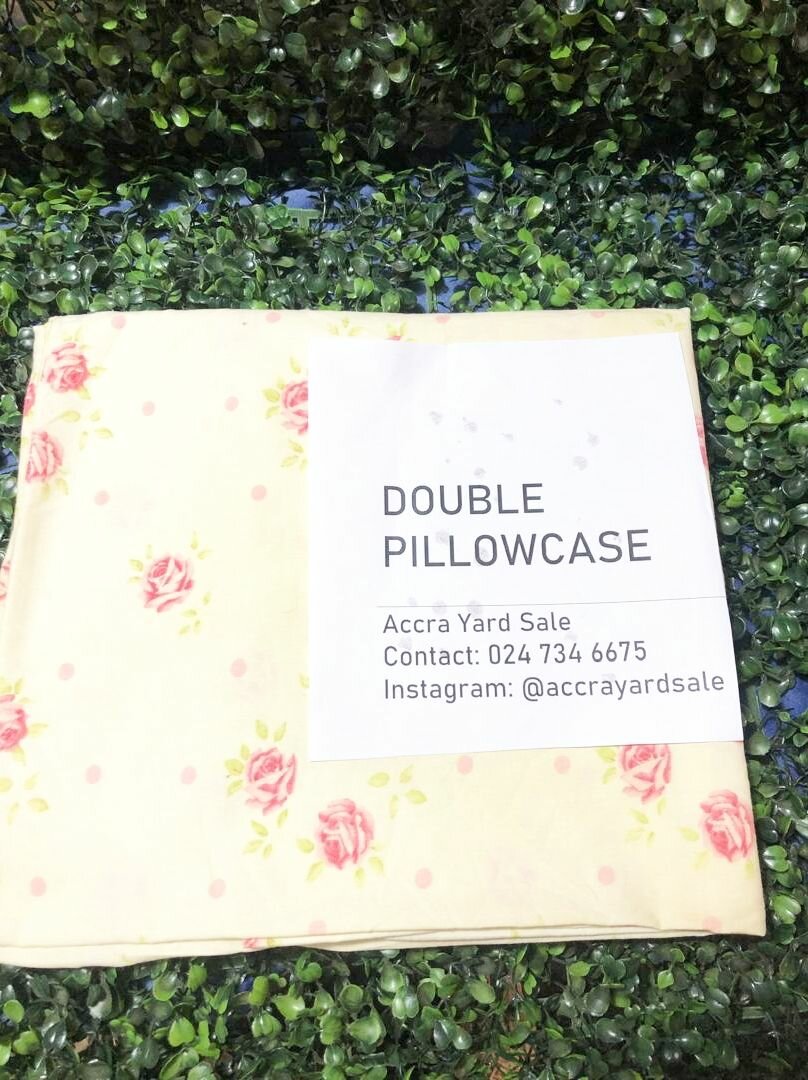 DOUBLE
PILLOWCASE
Accra Yard Sale
Contact: 024 734 6675
Instagram: @accrayardsale